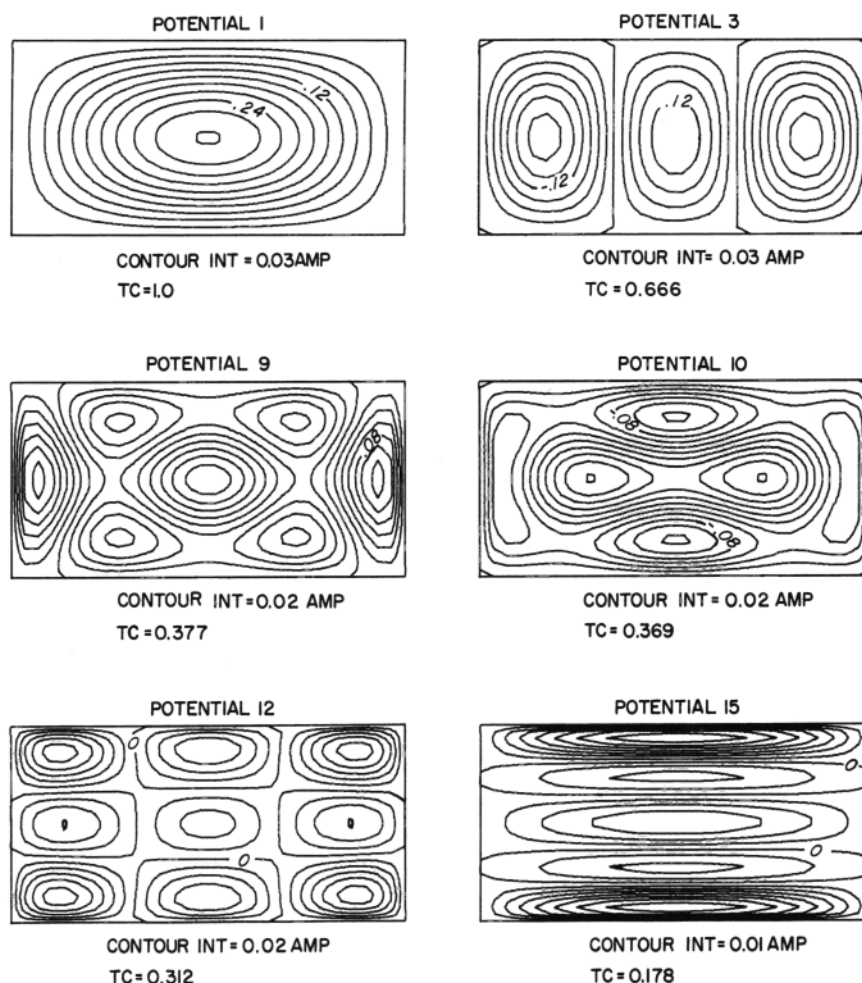 POTENTIAL 1
.12
.24
CONTOUR INT = 0.03 AMP
TC=1.0
POTENTIAL 3
.12
-.12
CONTOUR INT= 0.03 AMP
TC=0.666
POTENTIAL 9
.08
CONTOUR INT=0.02 AMP
TC=0.377
POTENTIAL 10
-.08
-.08
CONTOUR INT=0.02 AMP
TC=0.369
POTENTIAL 12
0
0
CONTOUR INT=0.02 AMP
TC=0.312
POTENTIAL 15
0
0
CONTOUR INT=0.01 AMP
TC=0.178